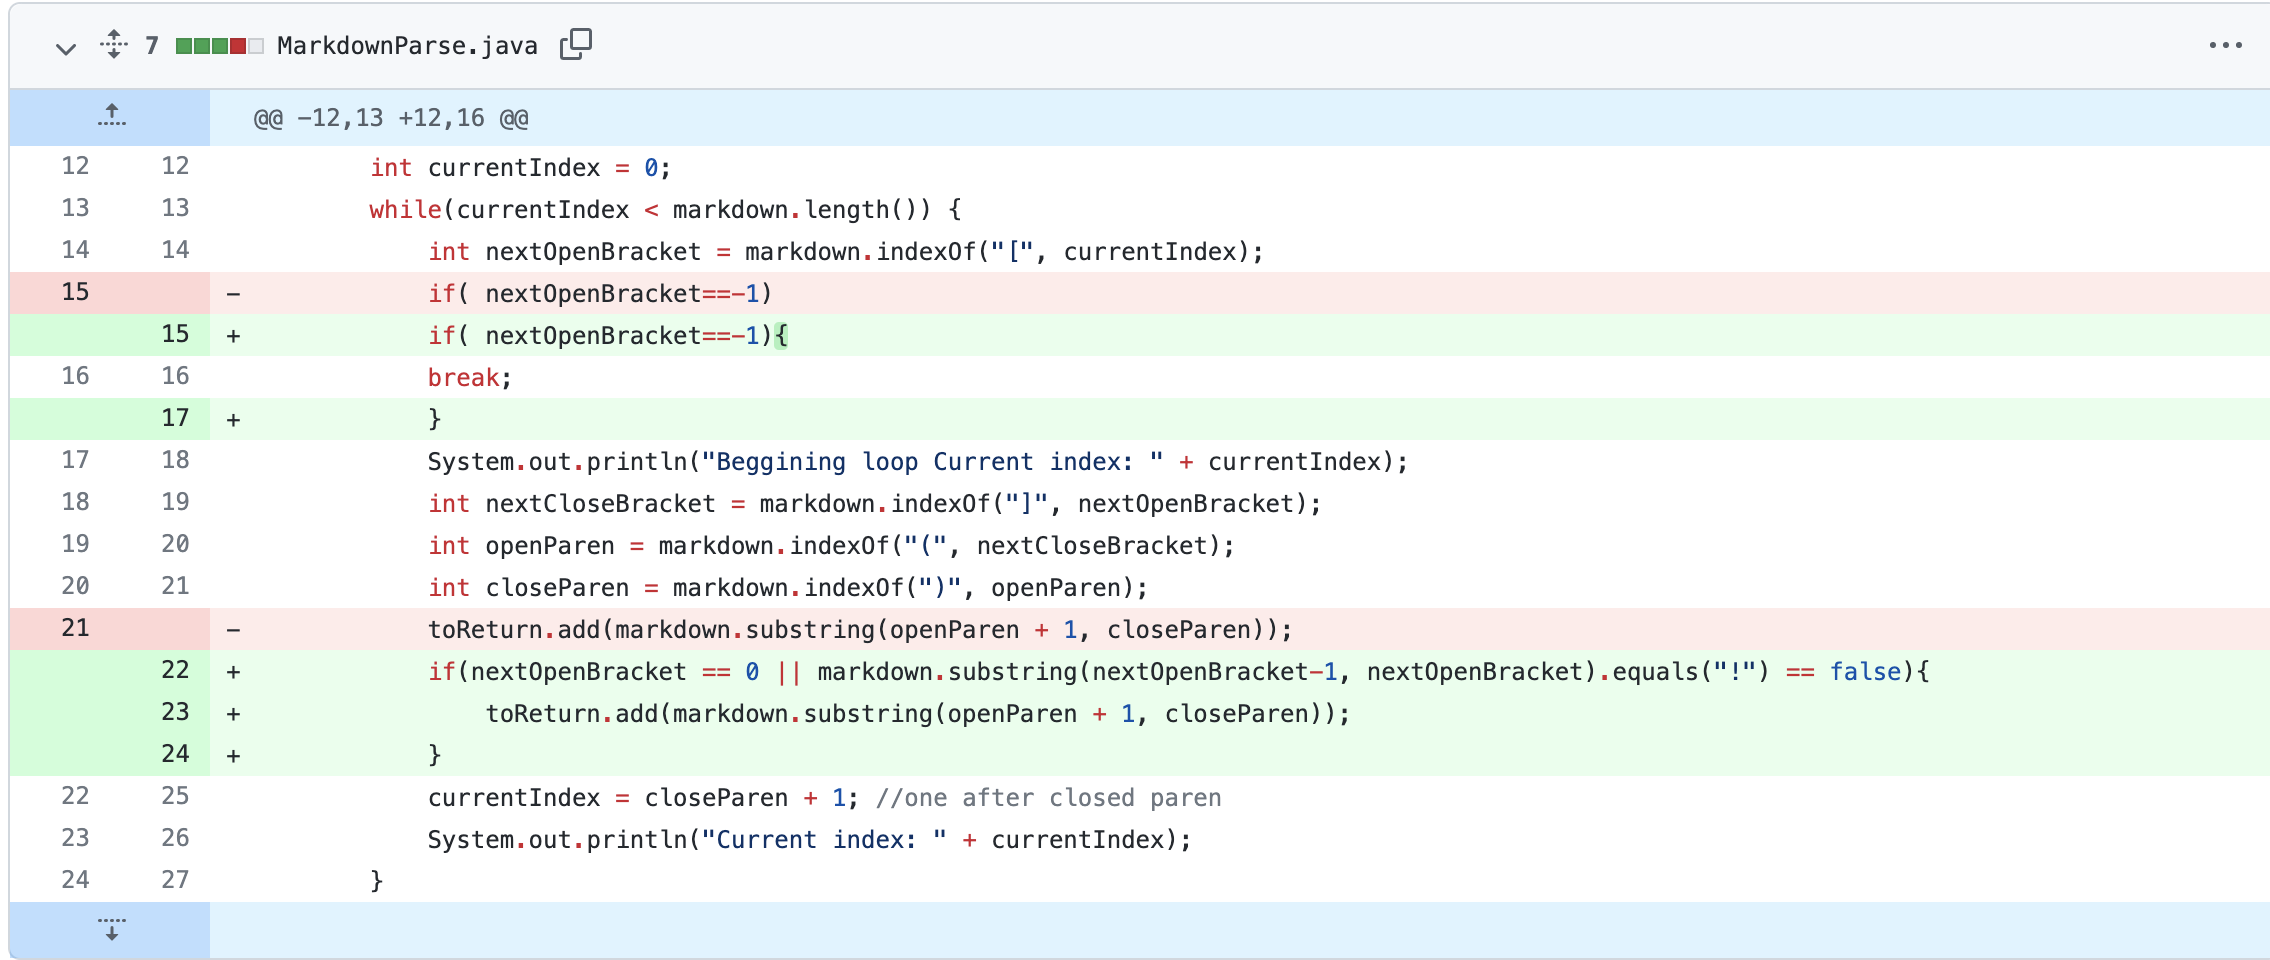 7 MarkdownParse.java
@@ -12,13 +12,16 @@
12 12 int currentIndex = 0;
13 13 while(currentIndex < markdown.length()) {
14 14 int nextOpenBracket = markdown.indexOf("[", currentIndex);
15 - if( nextOpenBracket==-1)
15 + if( nextOpenBracket==-1){
16 16 break;
17 + }
17 18 System.out.println("Beggining loop Current index: " + currentIndex);
18 19 int nextCloseBracket = markdown.indexOf("]", nextOpenBracket);
19 20 int openParen = markdown.indexOf("(", nextCloseBracket);
20 21 int closeParen = markdown.indexOf(")", openParen);
21 - toReturn.add(markdown.substring(openParen + 1, closeParen));
22 + if(nextOpenBracket == 0 || markdown.substring(nextOpenBracket-1, nextOpenBracket).equals("!") == false){
23 + toReturn.add(markdown.substring(openParen + 1, closeParen));
24 + }
22 25 currentIndex = closeParen + 1; //one after closed paren
23 26 System.out.println("Current index: " + currentIndex);
24 27 }